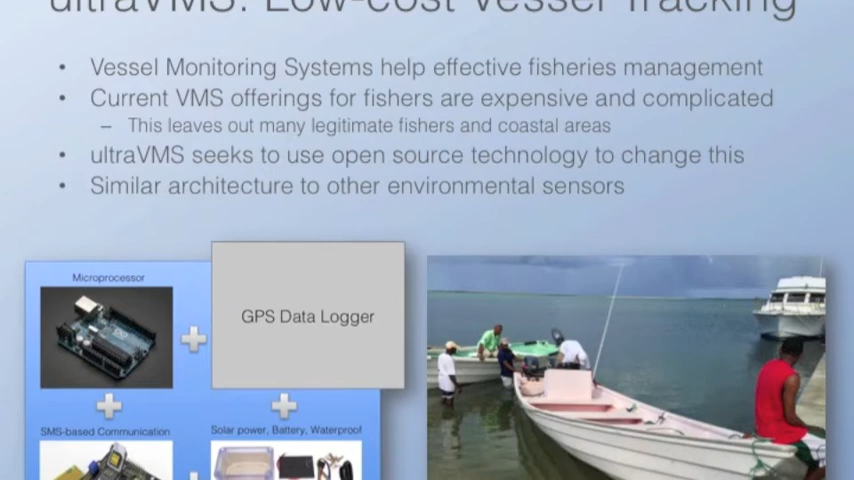 ultraVMS: Low-cost Vessel Tracking
• Vessel Monitoring Systems help effective fisheries management
• Current VMS offerings for fishers are expensive and complicated
– This leaves out many legitimate fishers and coastal areas
• ultraVMS seeks to use open source technology to change this
• Similar architecture to other environmental sensors
Microprocessor
GPS Data Logger
SMS-based Communication
Solar power, Battery, Waterproof